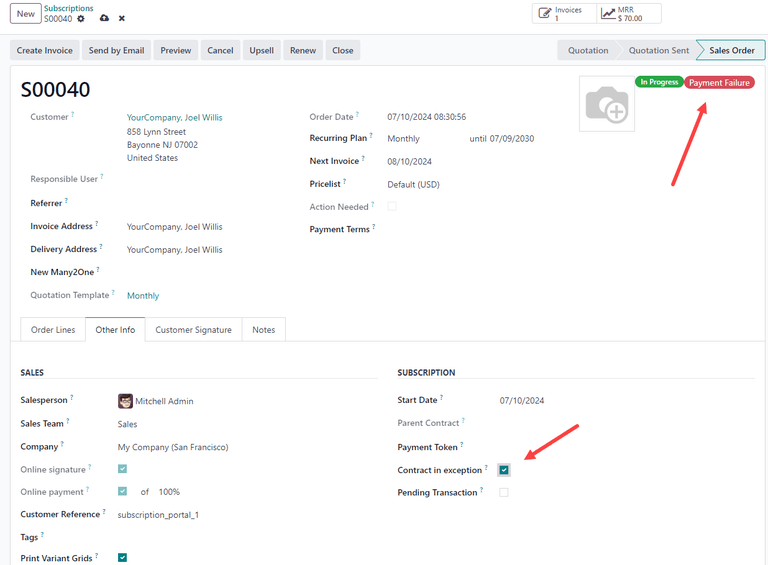 New
Subscriptions
S00040
Invoices
1
MRR
$ 70.00
Create Invoice Send by Email Preview Cancel Upsell Renew Close
Quotation Quotation Sent Sales Order
S00040
In Progress Payment Failure
Customer ? YourCompany, Joel Willis
858 Lynn Street
Bayonne NJ 07002
United States
Responsible User ?
Referrer ?
Invoice Address ? YourCompany, Joel Willis
Delivery Address ? YourCompany, Joel Willis
New Many2One ?
Quotation Template ? Monthly
Order Date ? 07/10/2024 08:30:56
Recurring Plan ? Monthly until 07/09/2030
Next Invoice ? 08/10/2024
Pricelist ? Default (USD)
Action Needed ?
Payment Terms ?
Order Lines Other Info Customer Signature Notes
SALES
Salesperson ? Mitchell Admin
Sales Team ? Sales
Company ? My Company (San Francisco)
Online signature ?
Online payment ? of 100%
Customer Reference ? subscription_portal_1
Tags ?
Print Variant Grids ?
SUBSCRIPTION
Start Date ? 07/10/2024
Parent Contract ?
Payment Token ?
Contract in exception ?
Pending Transaction ?